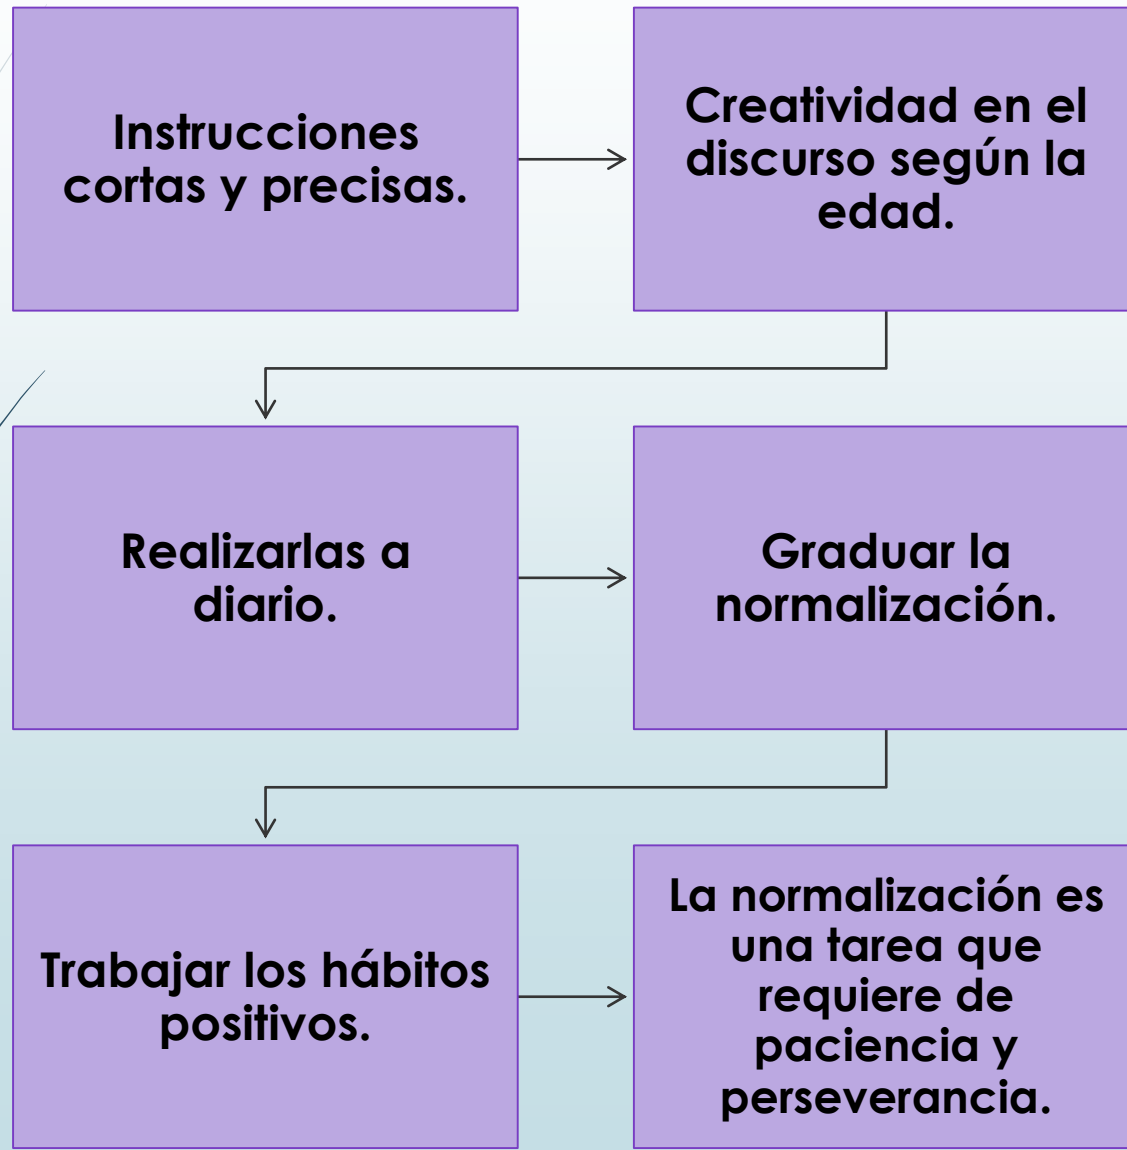 Instrucciones
cortas y precisas.
Creatividad en el
discurso según la
edad.
Realizarlas a
diario.
Graduar la
normalización.
Trabajar los hábitos
positivos.
La normalización es
una tarea que
requiere de
paciencia y
perseverancia.